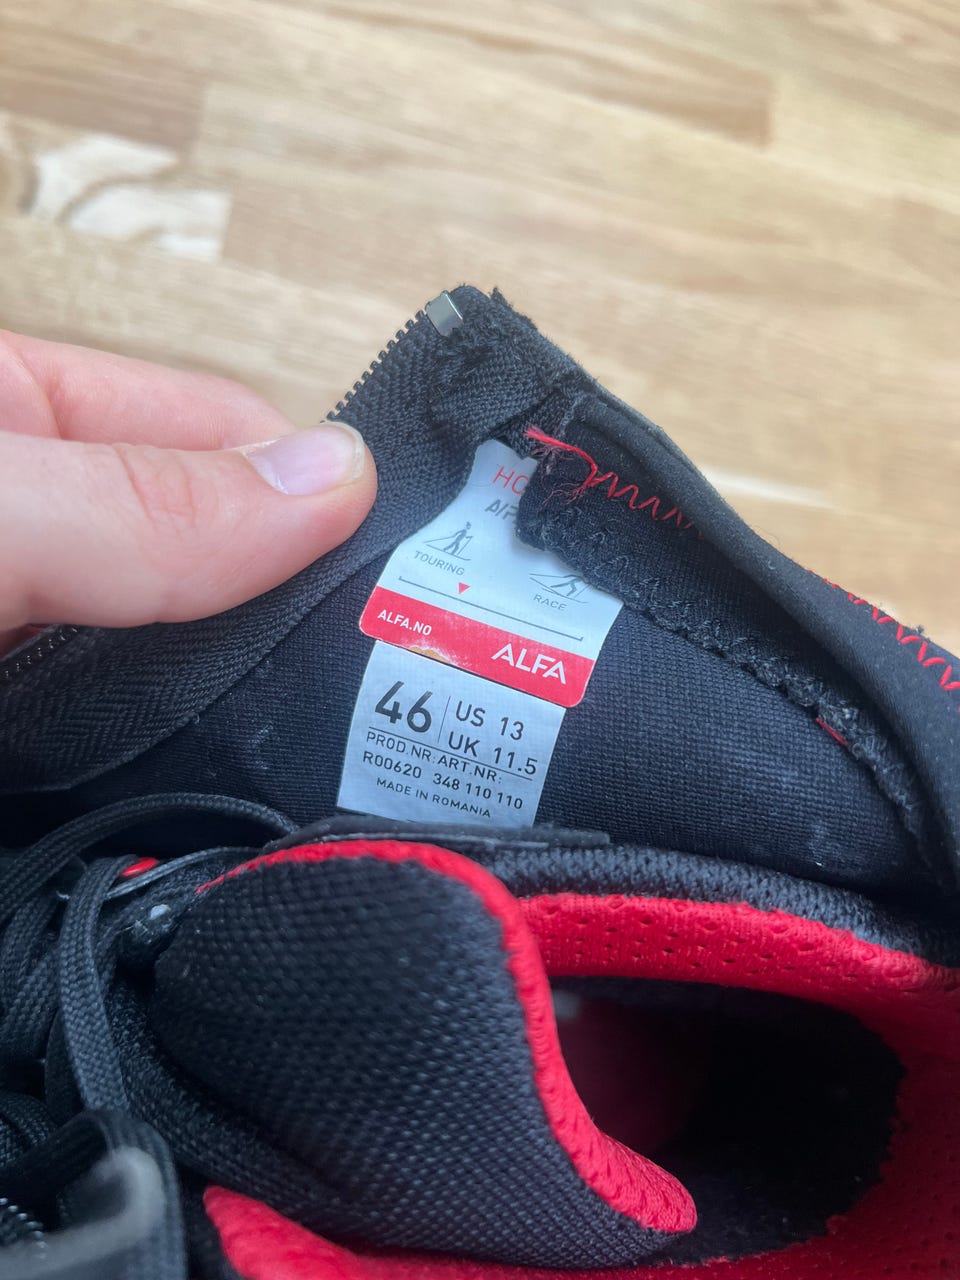 TOURING
RACE
ALFA.NO
ALFA
46 US 13
UK 11.5
PROD.NR: ART.NR:
R00620 348 110 110
MADE IN ROMANIA